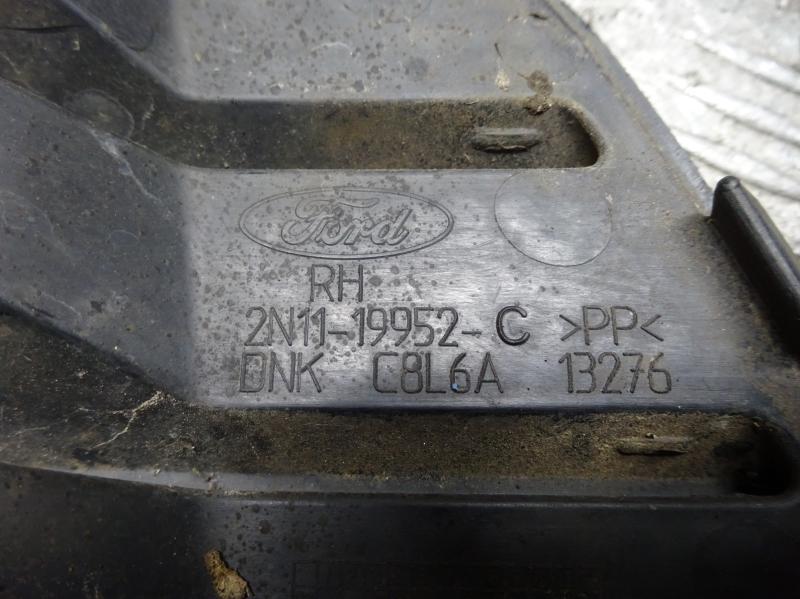 Ford
RH
2N11-19952-C >PP<
DNK C8L6A 13276